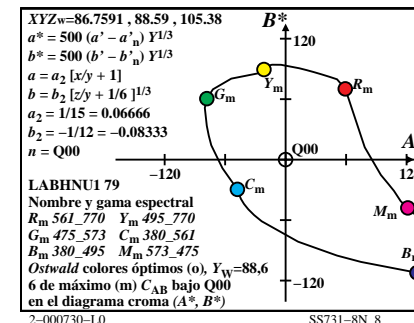 XYZw=86.7591, 88.59, 105.38
a* = 500 (a' - a'n) Y1/3
b* = 500 (b' - b'n) Y1/3
a = a2 [x/y + 1]
b = b2 [z/y + 1/6 ]1/3
a2 = 1/15 = 0.06666
b2 = −1/12 = −0.08333
n = Q00
B*
120
Ym
Rm
Gm
Q00
A
−120
12
LABHNU1 79
Nombre y gama espectral
Rm 561_770 Ym 495_770
Gm 475_573 Cm 380_561
Bm 380_495 Mm 573_475
Cm
Mm
B
Ostwald colores óptimos (o), YW=88,6
6 de máximo (m) CAB bajo Q00
en el diagrama croma (A*, B*)
−120
2-000730-L0
SS731-8N_8